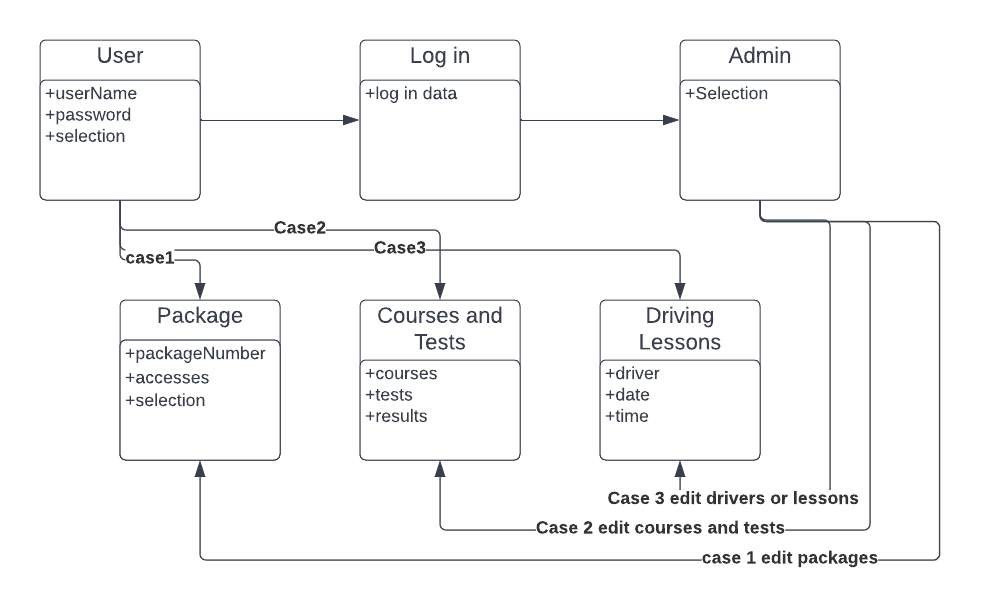 User
+userName
+password
+selection
Log in
+log in data
Admin
+Selection
Case2
Case3
case1
Package
+packageNumber
+accesses
+selection
Courses and
Tests
+courses
+tests
+results
Driving
Lessons
+driver
+date
+time
Case 3 edit drivers or lessons
Case 2 edit courses and tests
case 1 edit packages